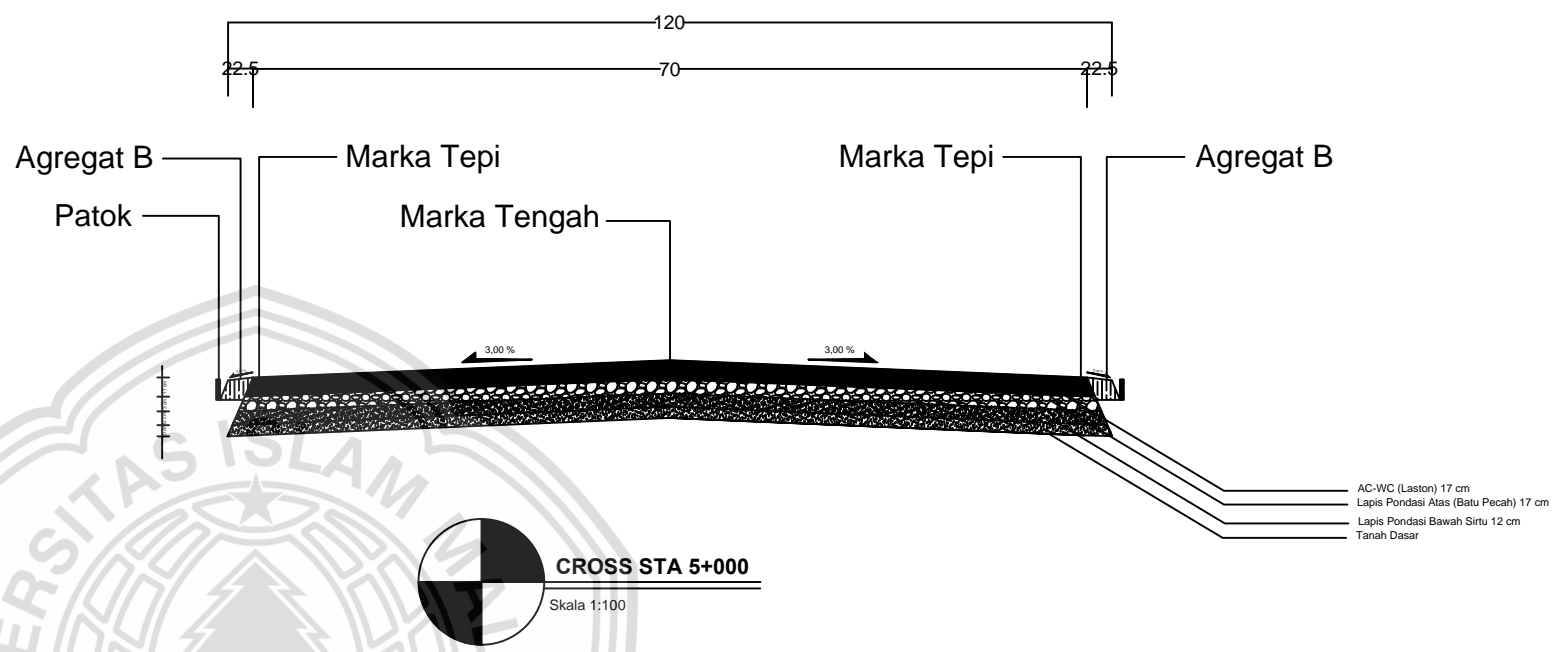 120
22.5
70
22.5
Agregat B
Marka Tepi
Marka Tepi
Agregat B
Patok
Marka Tengah
3,00 %
3,00 %
AC-WC (Laston) 17 cm
Lapis Pondasi Atas (Batu Pecah) 17 cm
Lapis Pondasi Bawah Sirtu 12 cm
Tanah Dasar
CROSS STA 5+000
Skala 1:100
ERSITAS ISLAM